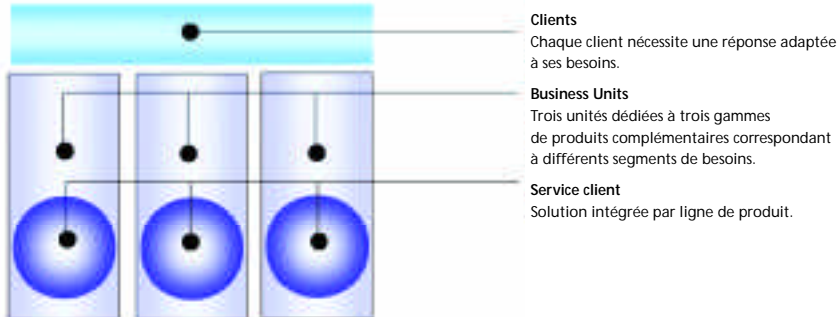 Clients
Chaque client nécessite une réponse adaptée
à ses besoins.
Business Units
Trois unités dédiées à trois gammes
de produits complémentaires correspondant
à différents segments de besoins.
Service client
Solution intégrée par ligne de produit.